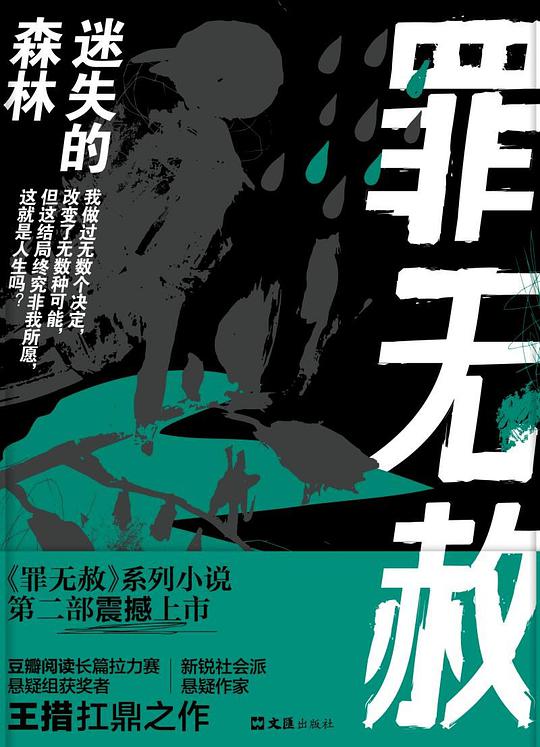 罪无赦
迷失的
森林
我做过无数个决定，
改变了无数种可能，
但这结局终究非我所愿，
这就是人生吗？
《罪无赦》系列小说
第二部震撼上市
豆瓣阅读长篇拉力赛
悬疑组获奖者
新锐社会派
悬疑作家
王措扛鼎之作
文匯出版社